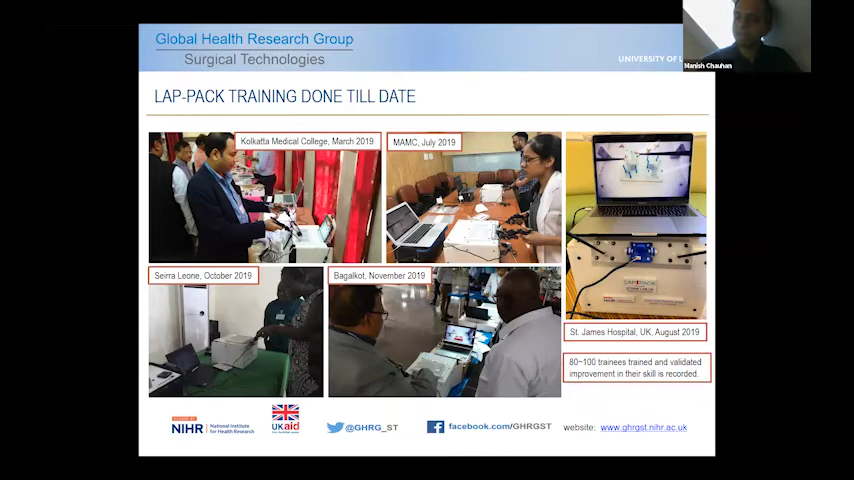 Global Health Research Group
Surgical Technologies
UNIVERSITY OF L
Manish Chauhan
LAP-PACK TRAINING DONE TILL DATE
Kolkatta Medical College, March 2019
MAMC, July 2019
Seirra Leone, October 2019
Bagalkot, November 2019
LAP-PACK
St. James Hospital, UK, August 2019
80~100 trainees trained and validated
improvement in their skill is recorded.
NIHR | National Institute
for Health Research
UKaid
@GHRG_ST
facebook.com/GHRGST
website: www.ghrgst.nihr.ac.uk